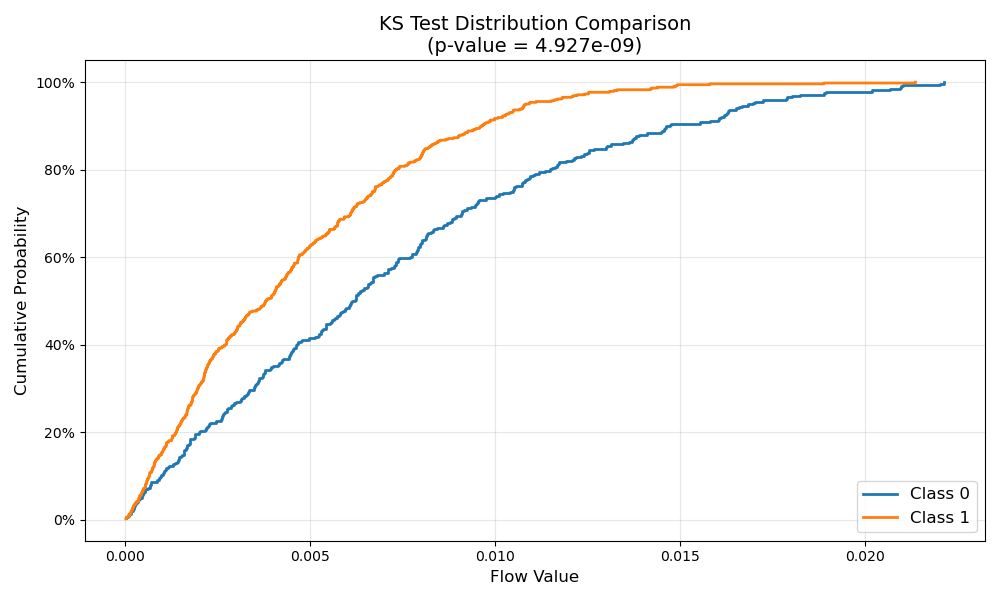 KS Test Distribution Comparison
(p-value = 4.927e-09)
Cumulative Probability
100%
80%
60%
40%
20%
0%
Class 0
Class 1
0.000
0.005
0.010
0.015
0.020
Flow Value